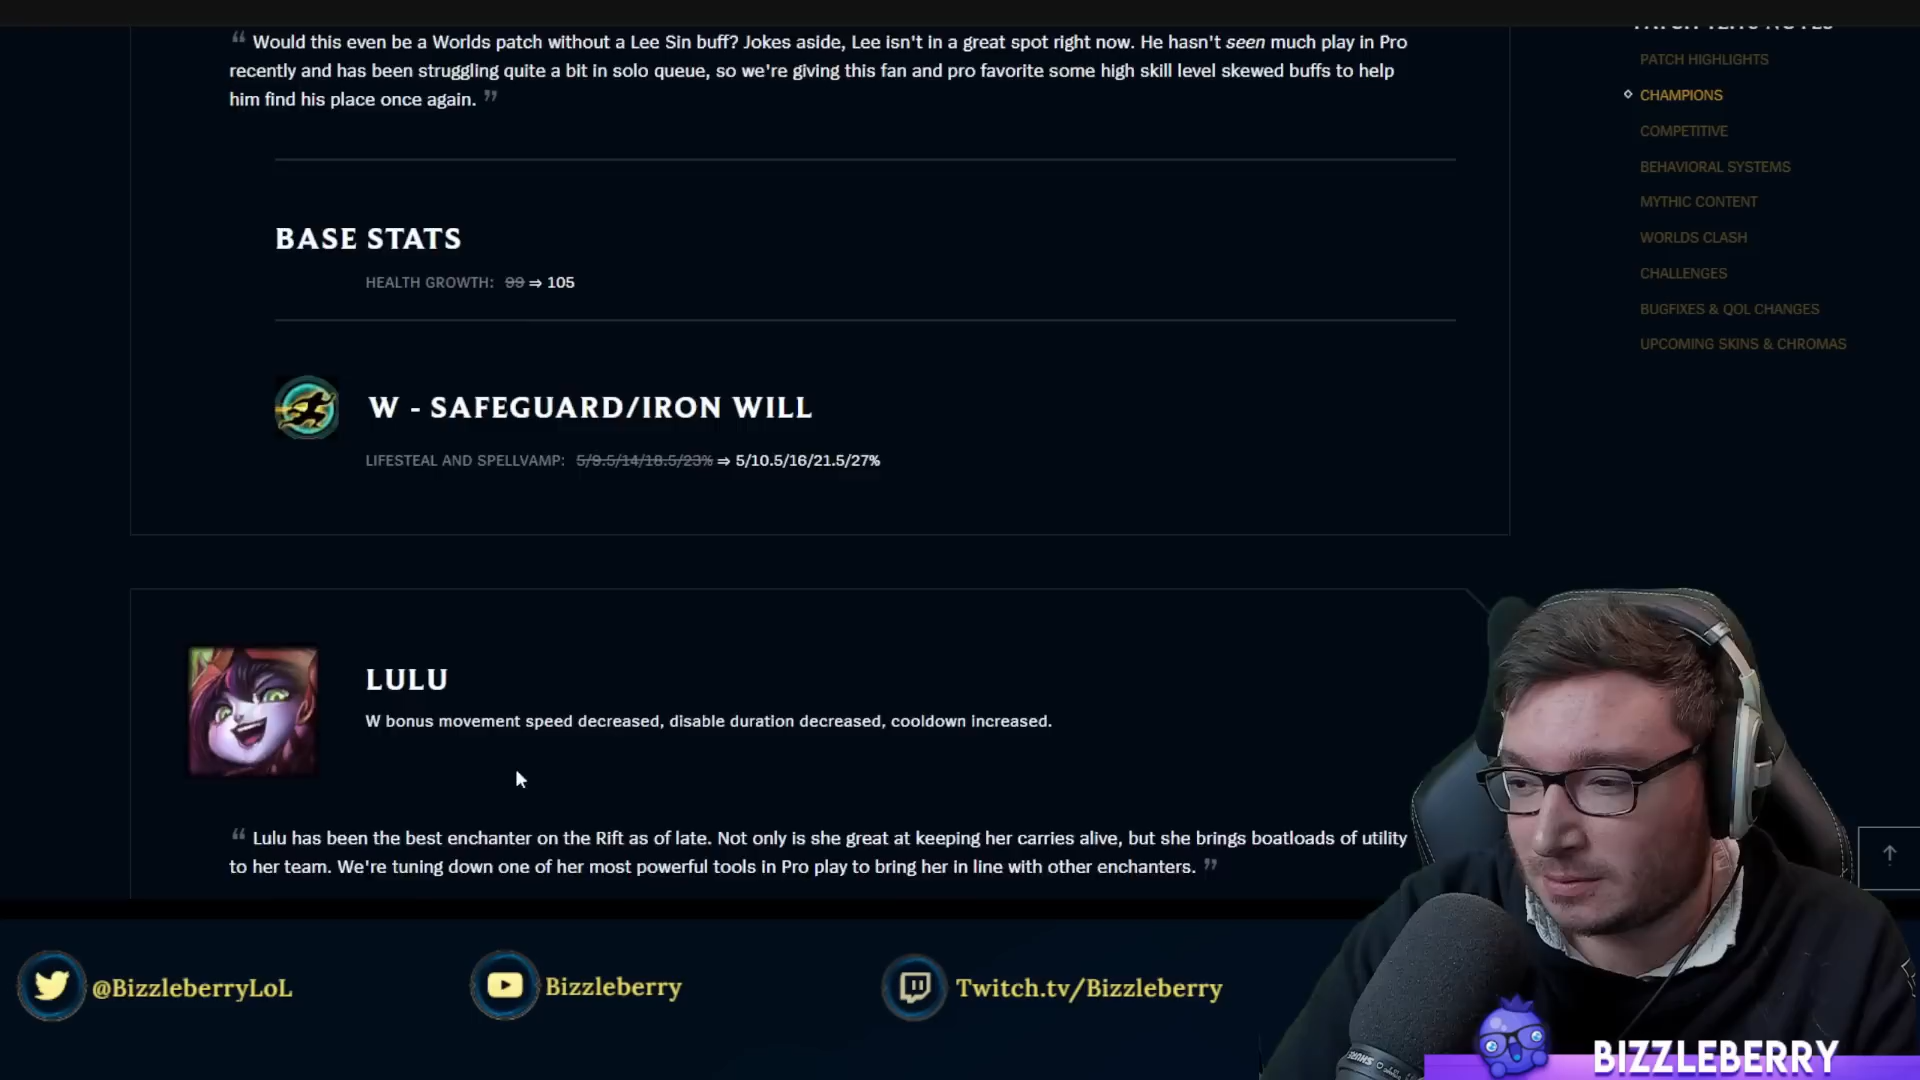 “ Would this even be a Worlds patch without a Lee Sin buff? Jokes aside, Lee isn't in a great spot right now. He hasn't seen much play in Pro
recently and has been struggling quite a bit in solo queue, so we're giving this fan and pro favorite some high skill level skewed buffs to help
him find his place once again. ”
BASE STATS
HEALTH GROWTH: 99 ⇒ 105
W - SAFEGUARD/IRON WILL
LIFESTEAL AND SPELLVAMP: 5/9.5/14/18.5/23% ⇒ 5/10.5/16/21.5/27%
LULU
W bonus movement speed decreased, disable duration decreased, cooldown increased.
“ Lulu has been the best enchanter on the Rift as of late. Not only is she great at keeping her carries alive, but she brings boatloads of utility
to her team. We're tuning down one of her most powerful tools in Pro play to bring her in line with other enchanters. ”
PATCH HIGHLIGHTS
CHAMPIONS
COMPETITIVE
BEHAVIORAL SYSTEMS
MYTHIC CONTENT
WORLDS CLASH
CHALLENGES
BUGFIXES & QOL CHANGES
UPCOMING SKINS & CHROMAS
@BizzleberryLoL
Bizzleberry
Twitch.tv/Bizzleberry
SHURE
BIZZLEBERRY